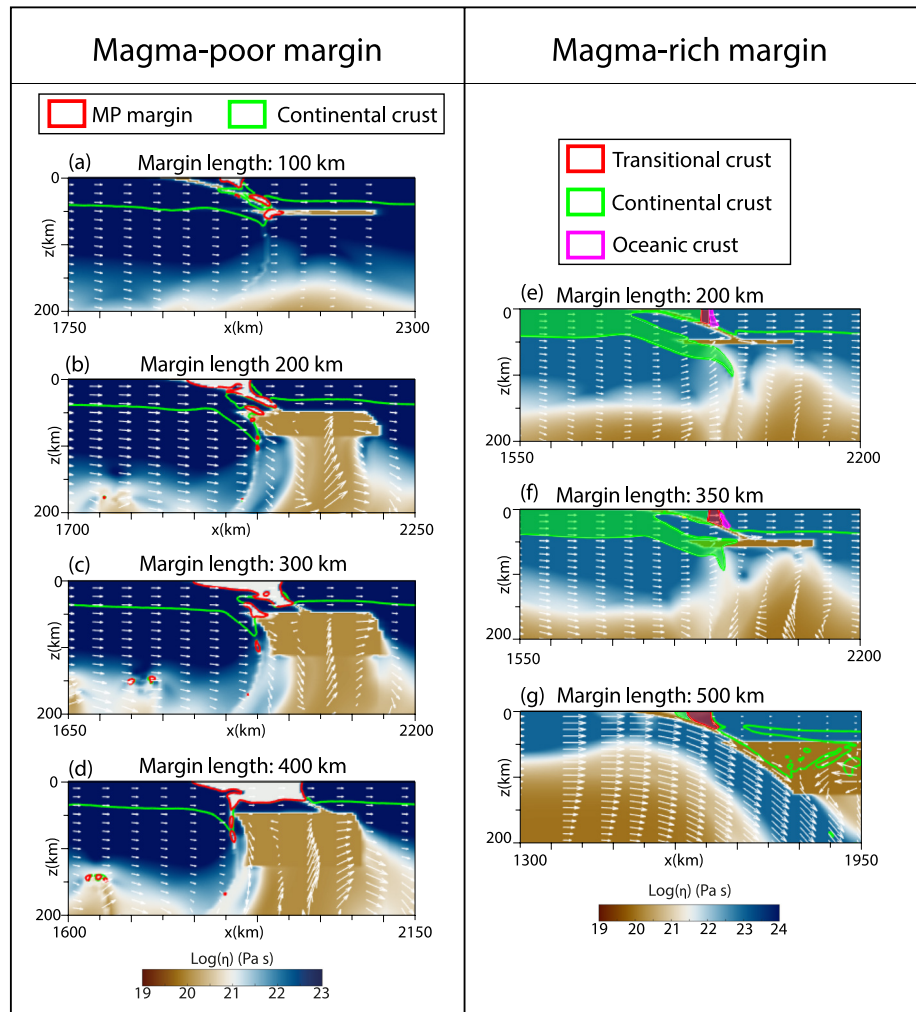 Magma-poor margin
MP margin
Continental crust
(a)
Margin length: 100 km
0
z(km)
200
1750
x(km)
2300
(b)
Margin length 200 km
0
z(km)
200
1700
x(km)
2250
(c)
Margin length: 300 km
0
z(km)
200
1650
x(km)
2200
(d)
Margin length: 400 km
0
z(km)
200
1600
x(km)
2150
Log(η) (Pa s)
19 20 21 22 23
Magma-rich margin
Transitional crust
Continental crust
Oceanic crust
(e)
Margin length: 200 km
0
z(km)
200
1550
2200
(f)
Margin length: 350 km
0
z(km)
200
1550
2200
(g)
Margin length: 500 km
0
z(km)
200
1300
x(km)
1950
Log(η) (Pa s)
19 20 21 22 23 24